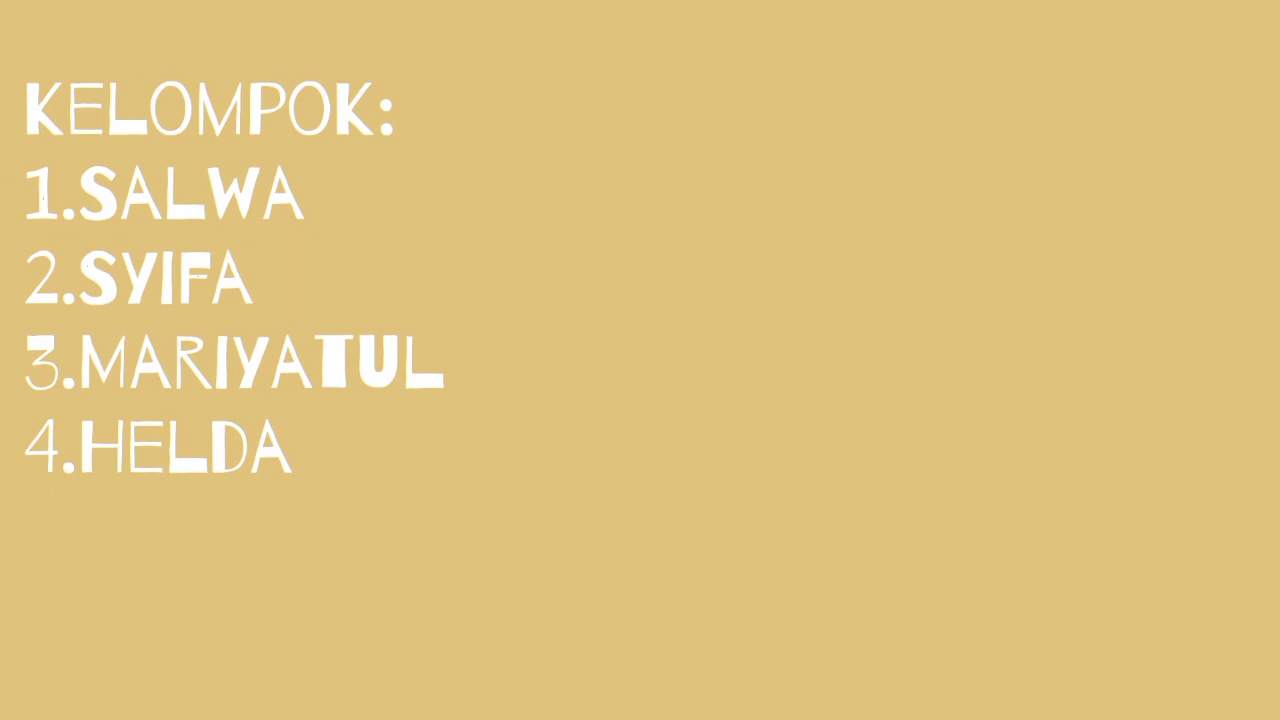 KELOMPOK:
1.SALWA
2.SYIFA
3.MARIYATUL
4.HELDA